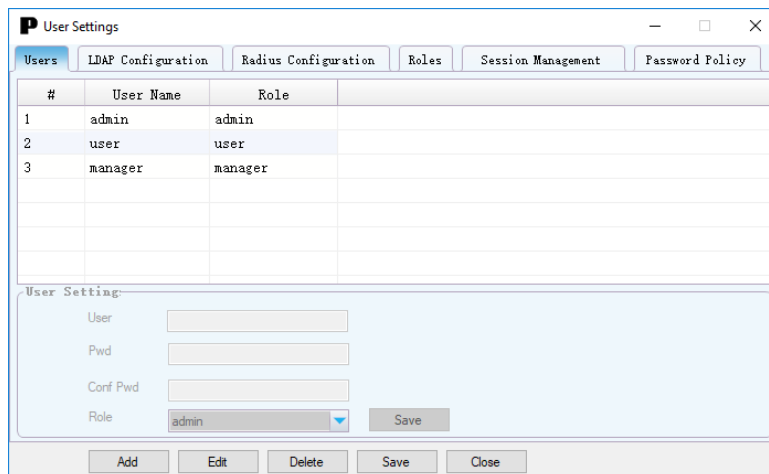 P User Settings
Users LDAP Configuration Radius Configuration Roles Session Management Password Policy
# User Name Role
1 admin admin
2 user user
3 manager manager
User Setting:
User
Pwd
Conf Pwd
Role admin Save
Add Edit Delete Save Close